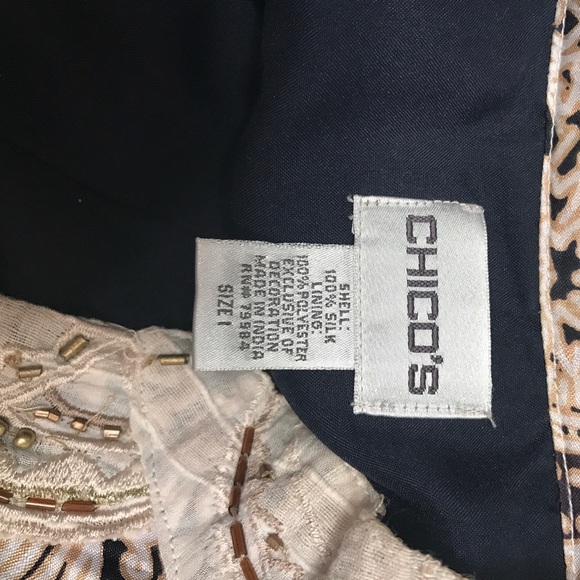 CHICO'S
SHELL:
100% SILK
LINING:
100% POLYESTER
EXCLUSIVE OF
DECORATION
MADE IN INDIA
RN# 79984
SIZE 1